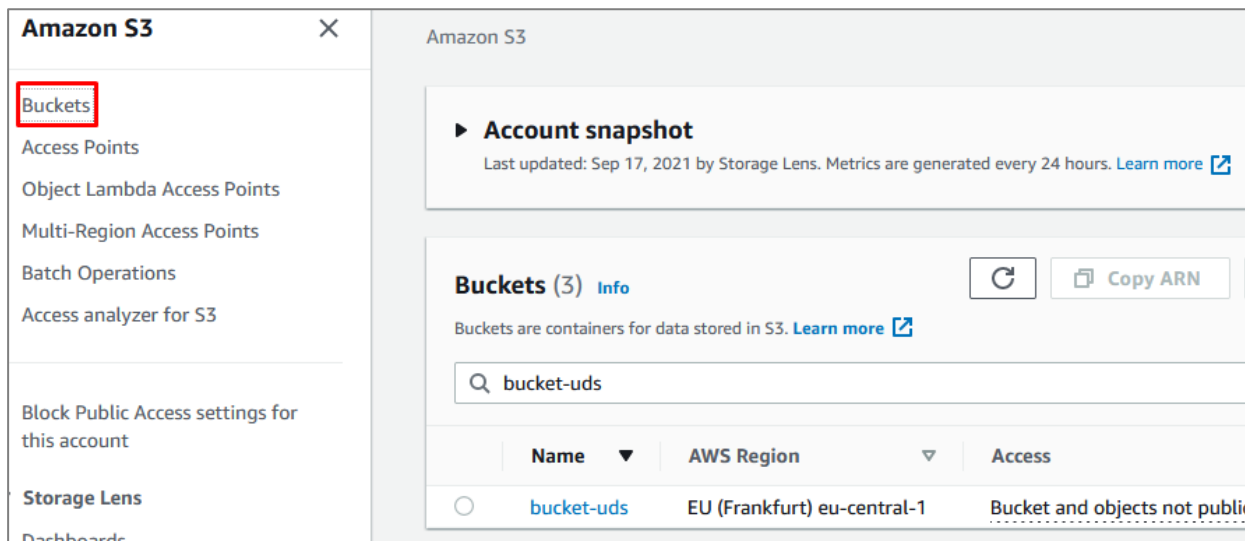 Amazon S3
Buckets
Access Points
Object Lambda Access Points
Multi-Region Access Points
Batch Operations
Access analyzer for S3
Block Public Access settings for
this account
Storage Lens
Dashboards
Amazon S3
Account snapshot
Last updated: Sep 17, 2021 by Storage Lens. Metrics are generated every 24 hours. Learn more
Buckets (3) Info
Copy ARN
Buckets are containers for data stored in S3. Learn more
bucket-uds
Name AWS Region Access
bucket-uds EU (Frankfurt) eu-central-1 Bucket and objects not